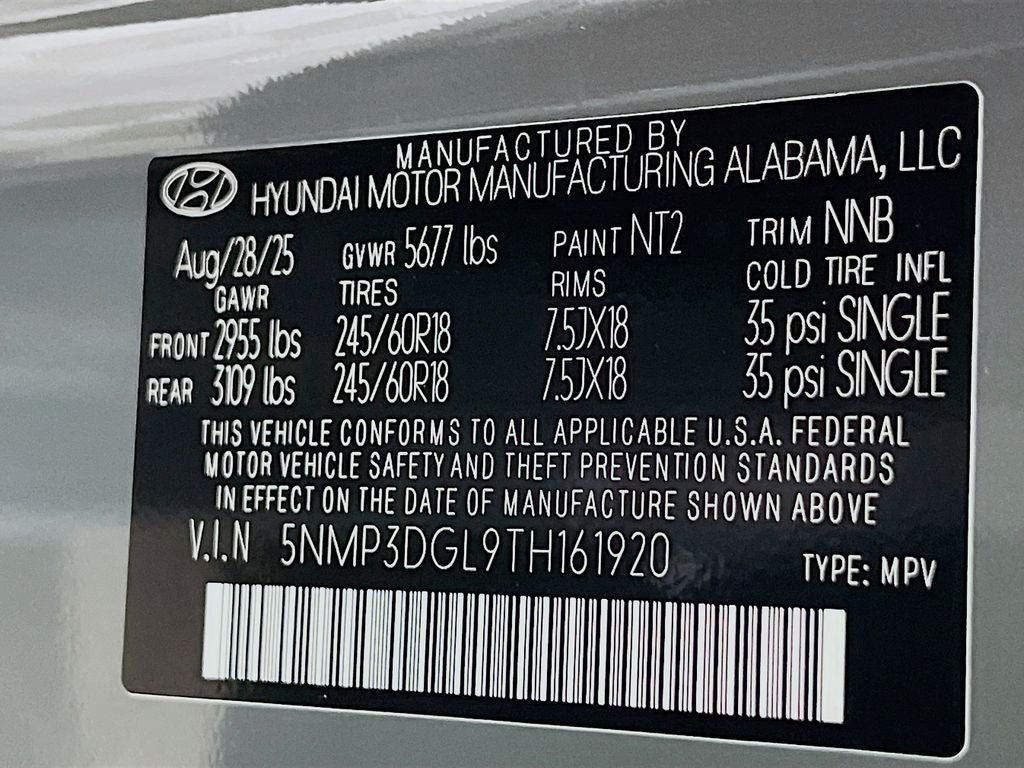 MANUFACTURED BY
HYUNDAI MOTOR MANUFACTURING ALABAMA, LLC
Aug/28/25 GVWR 5677 lbs PAINT NT2 TRIM NNB
GAWR TIRES RIMS COLD TIRE INFL
FRONT 2955 lbs 245/60R18 7.5JX18 35 psi SINGLE
REAR 3109 lbs 245/60R18 7.5JX18 35 psi SINGLE
THIS VEHICLE CONFORMS TO ALL APPLICABLE U.S.A. FEDERAL
MOTOR VEHICLE SAFETY AND THEFT PREVENTION STANDARDS
IN EFFECT ON THE DATE OF MANUFACTURE SHOWN ABOVE
V.I.N 5NMP3DGL9TH161920 TYPE: MPV